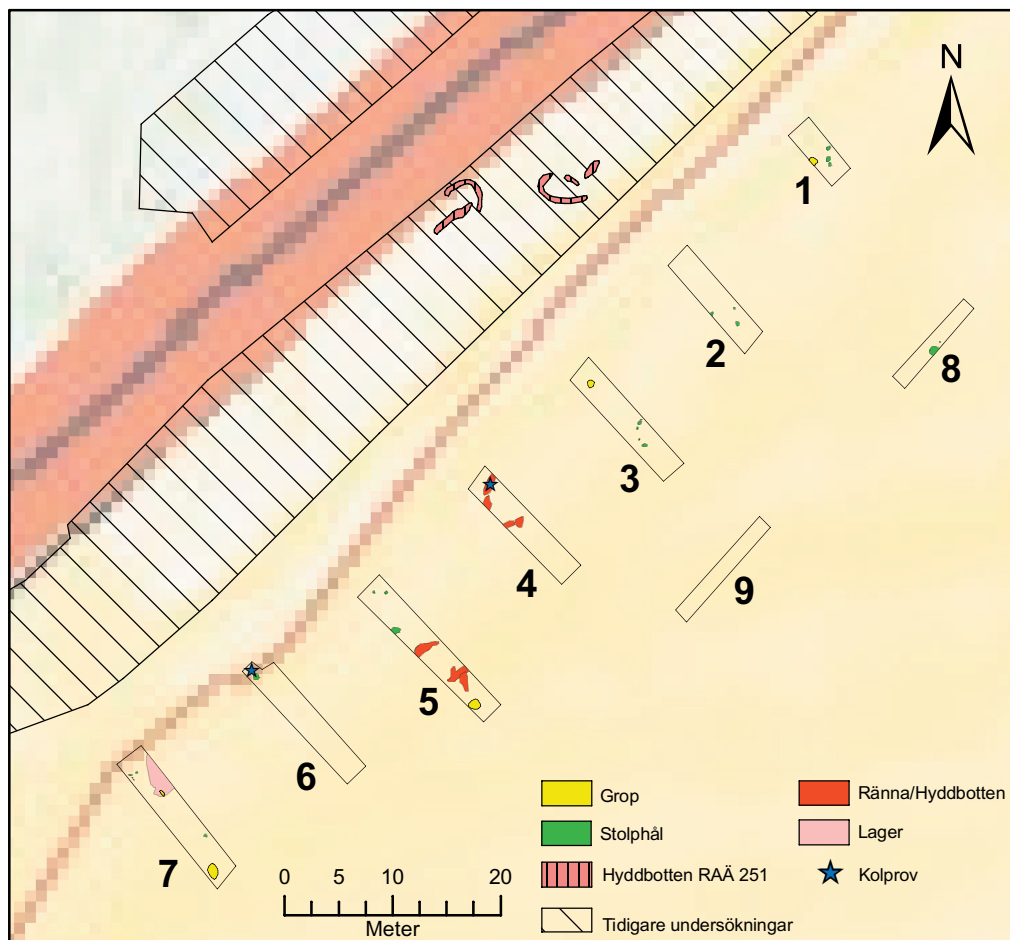 N
1
2
8
3
4
9
5
6
7
Grop
Stolphål
Hyddbotten RAÄ 251
Tidigare undersökningar
Ränna/Hyddbotten
Lager
Kolprov
0 5 10 20
Meter